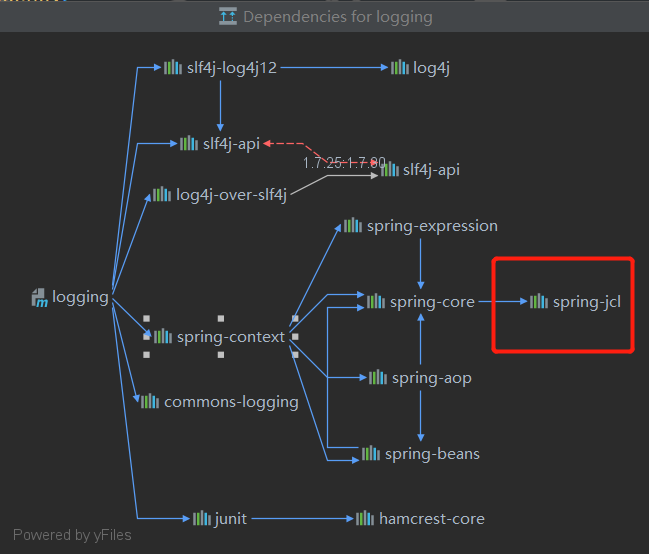 Dependencies for logging
slf4j-log4j12
log4j
slf4j-api
1.7.25:1.7.30
slf4j-api
log4j-over-slf4j
spring-expression
logging
spring-core
spring-jcl
spring-context
spring-aop
commons-logging
spring-beans
junit
hamcrest-core
Powered by yFiles